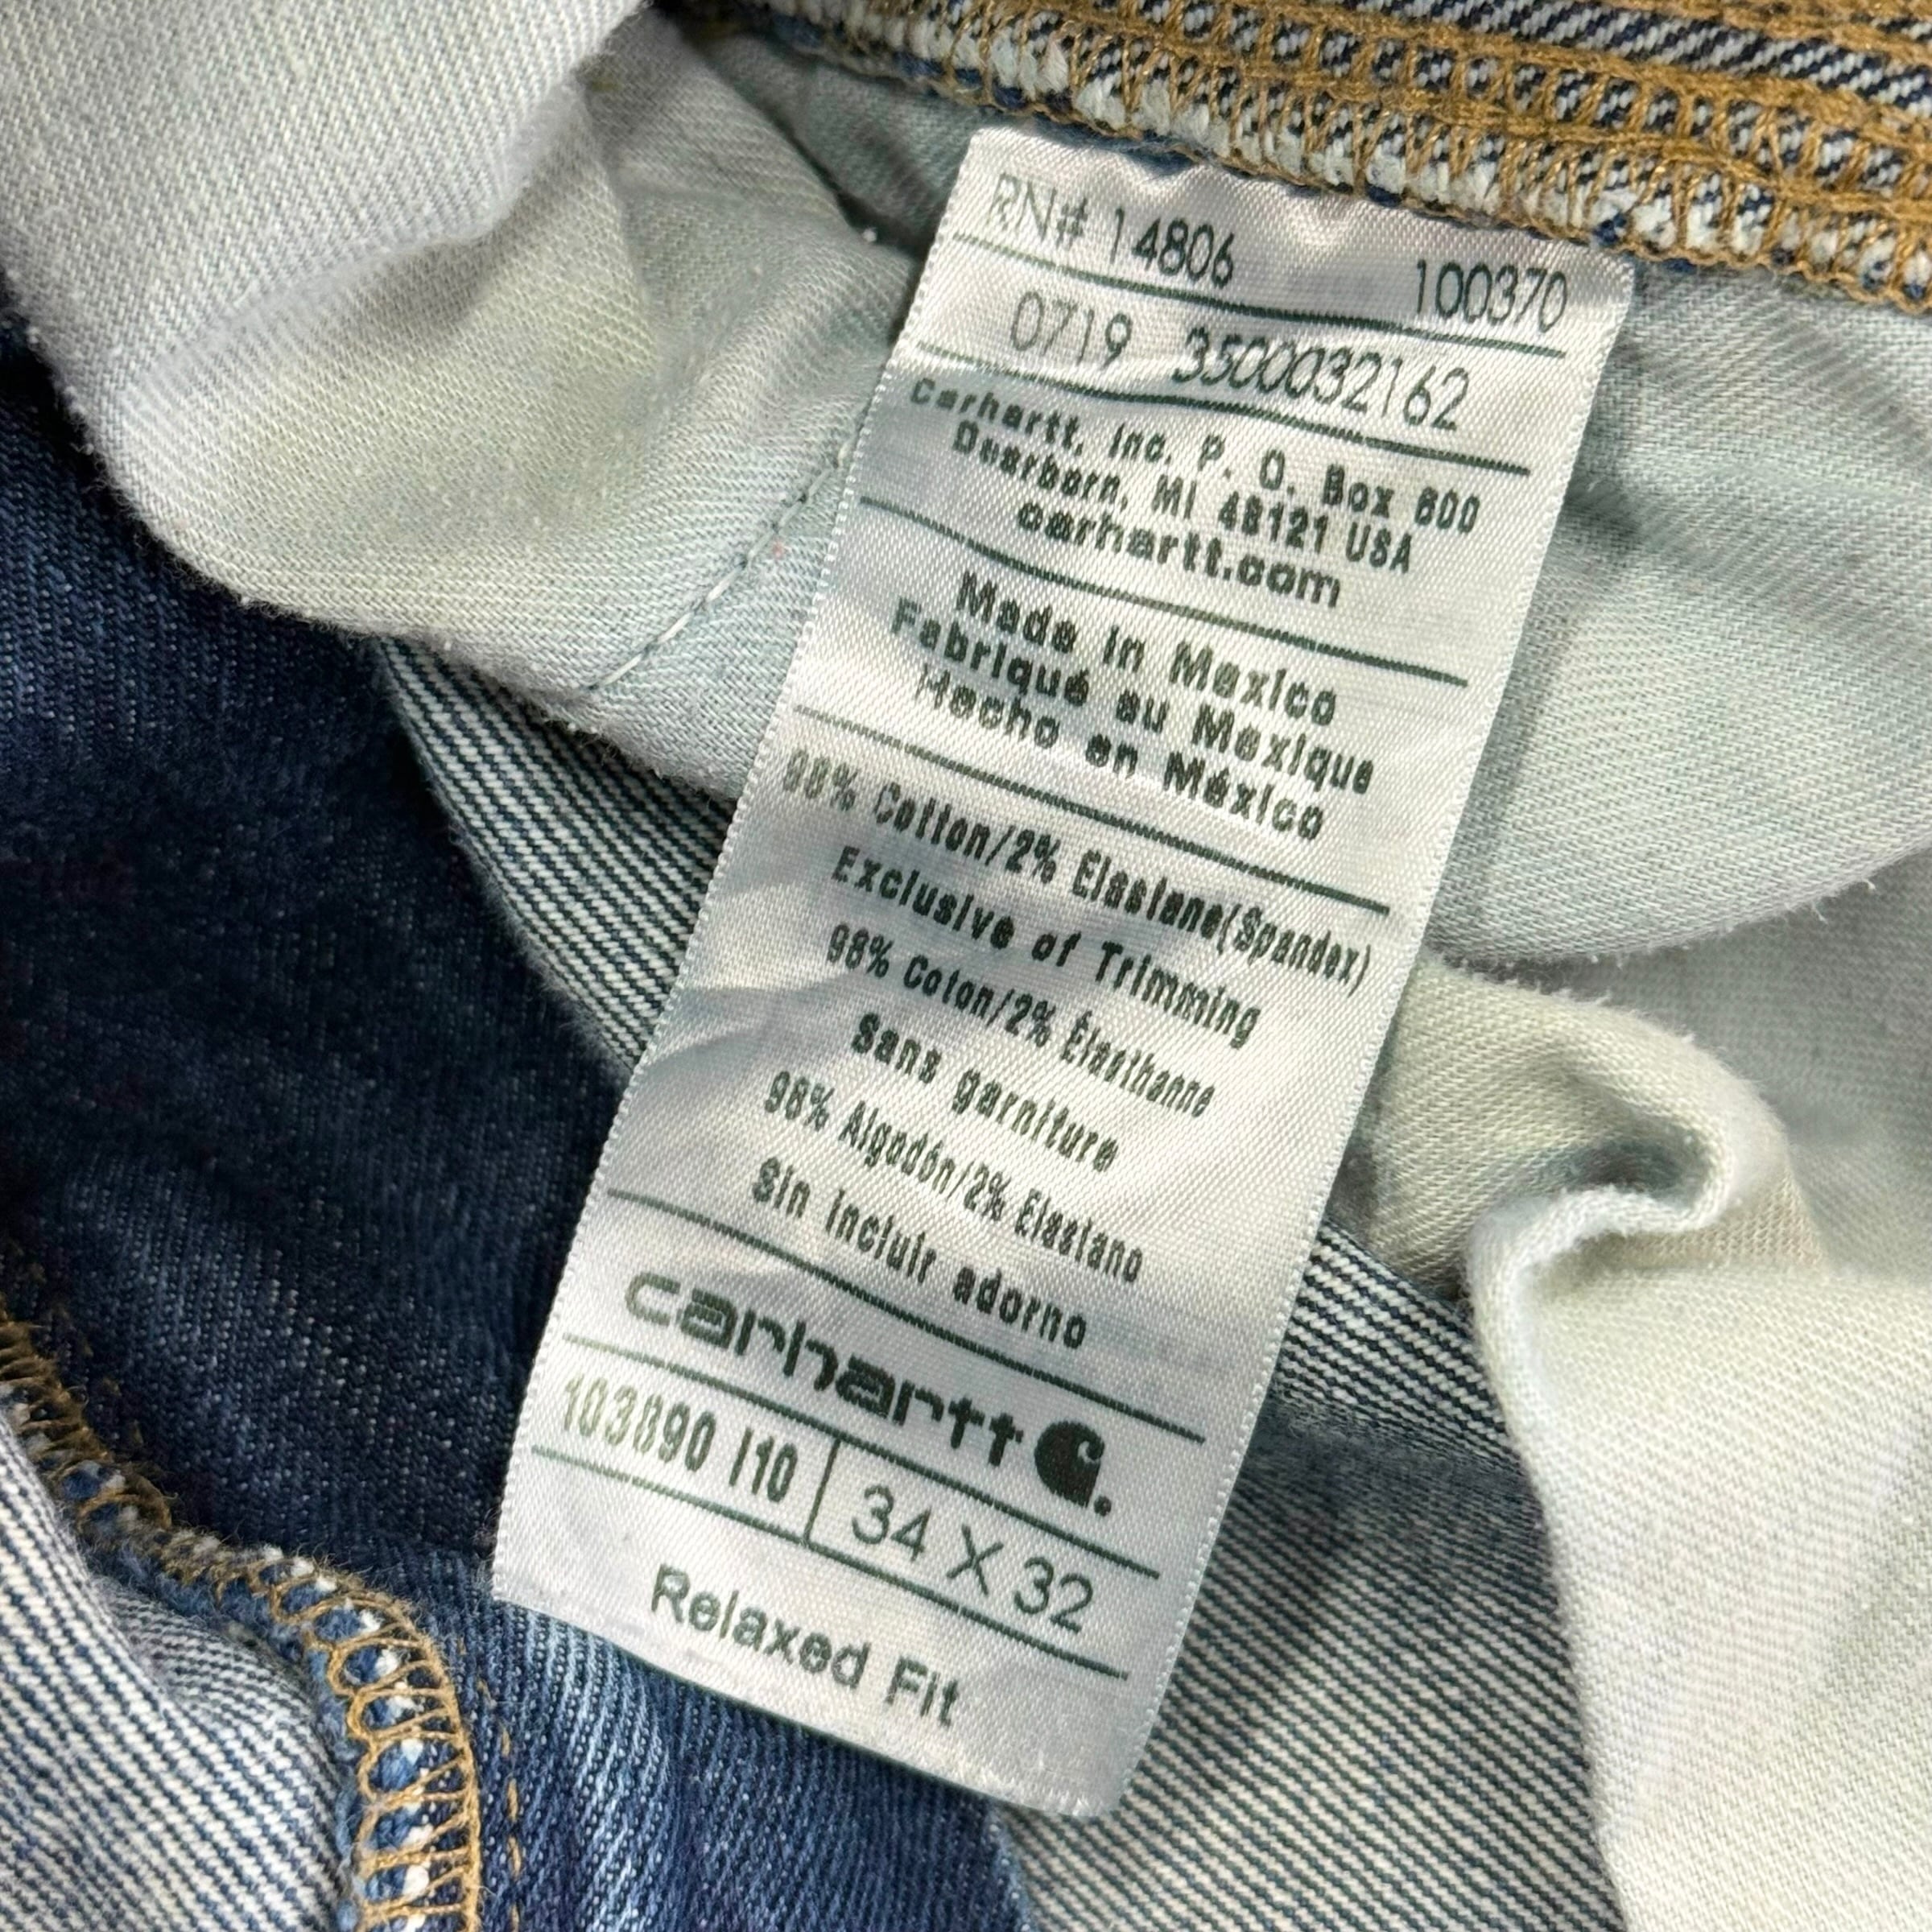 RN# 14806 100370
0719 3500032162
Carhartt, Inc. P. O. Box 600
Dearborn, MI 48121 USA
carhartt.com
Made in Mexico
Fabriqué au Mexique
Hecho en México
98% Cotton/2% Elastane(Spandex)
Exclusive of Trimming
98% Coton/2% Élasthanne
Sans garniture
98% Algodón/2% Elastano
Sin incluir adorno
carhartt
103890 I10 34 X 32
Relaxed Fit